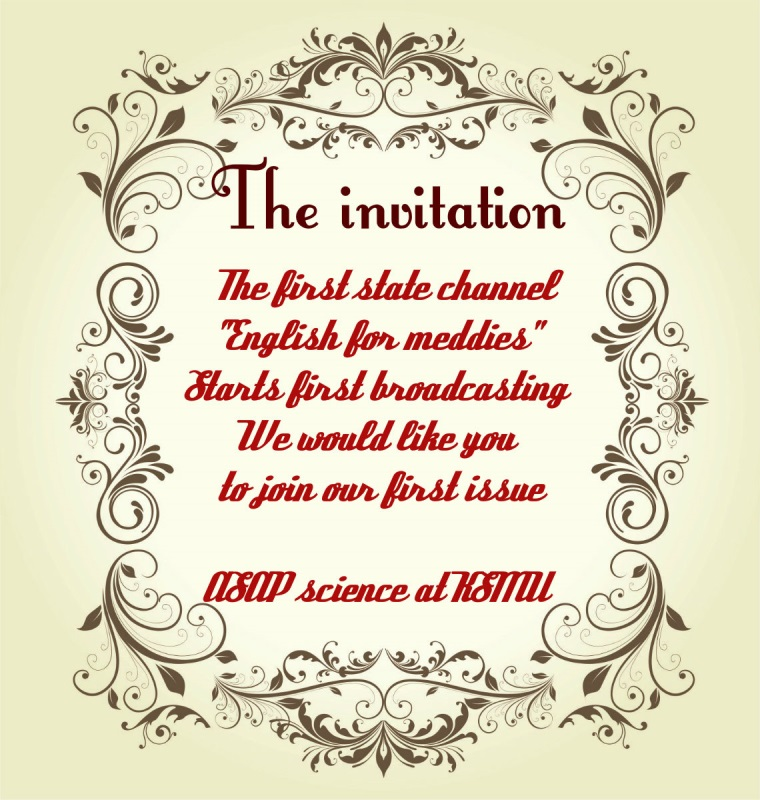 The invitation
The first state channel
"English for meddies"
Starts first broadcasting
We would like you
to join our first issue
ASAP science at KSMU